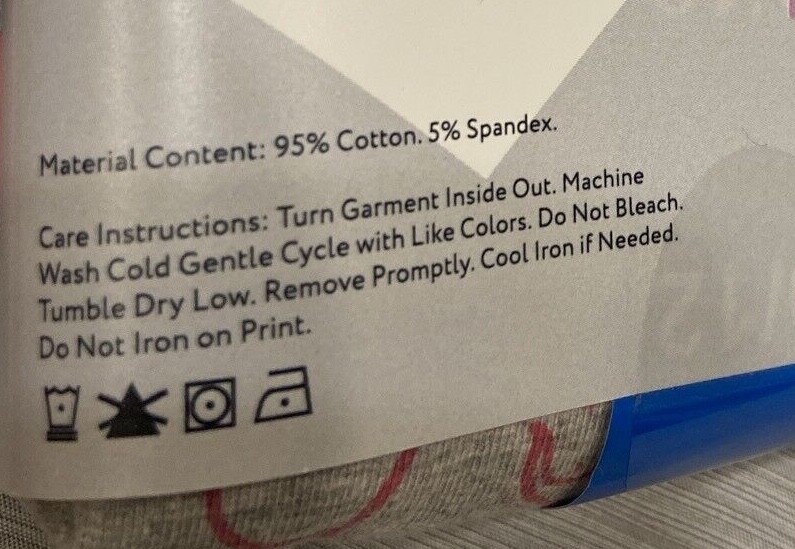 Material Content: 95% Cotton. 5% Spandex.
Care Instructions: Turn Garment Inside Out. Machine
Wash Cold Gentle Cycle with Like Colors. Do Not Bleach.
Tumble Dry Low. Remove Promptly. Cool Iron if Needed.
Do Not Iron on Print.